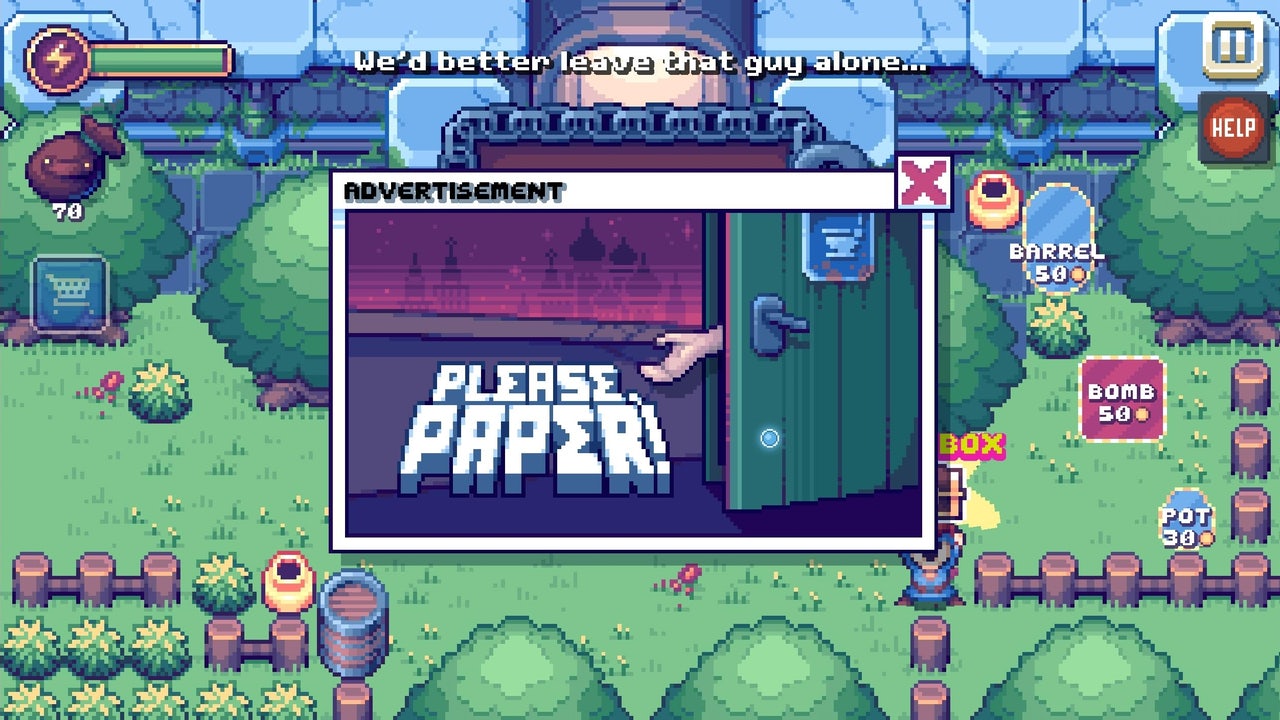 We'd better leave that guy alone...
HELP
70
ADVERTISEMENT
BARREL
50
PLEASE,
PAPER!
BOMB
50
BOX
POT
30